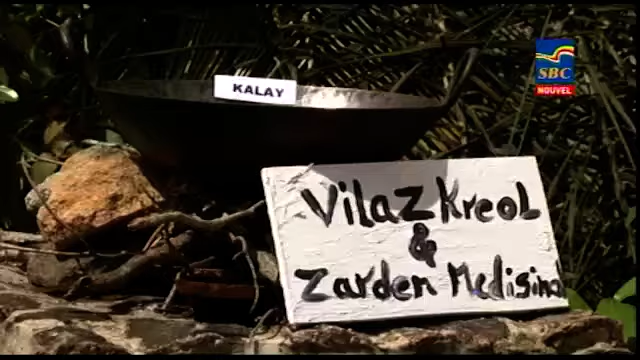 SBC
NOUVEL
KALAY
Vilaz Kreol
&
Zarden Medisinal